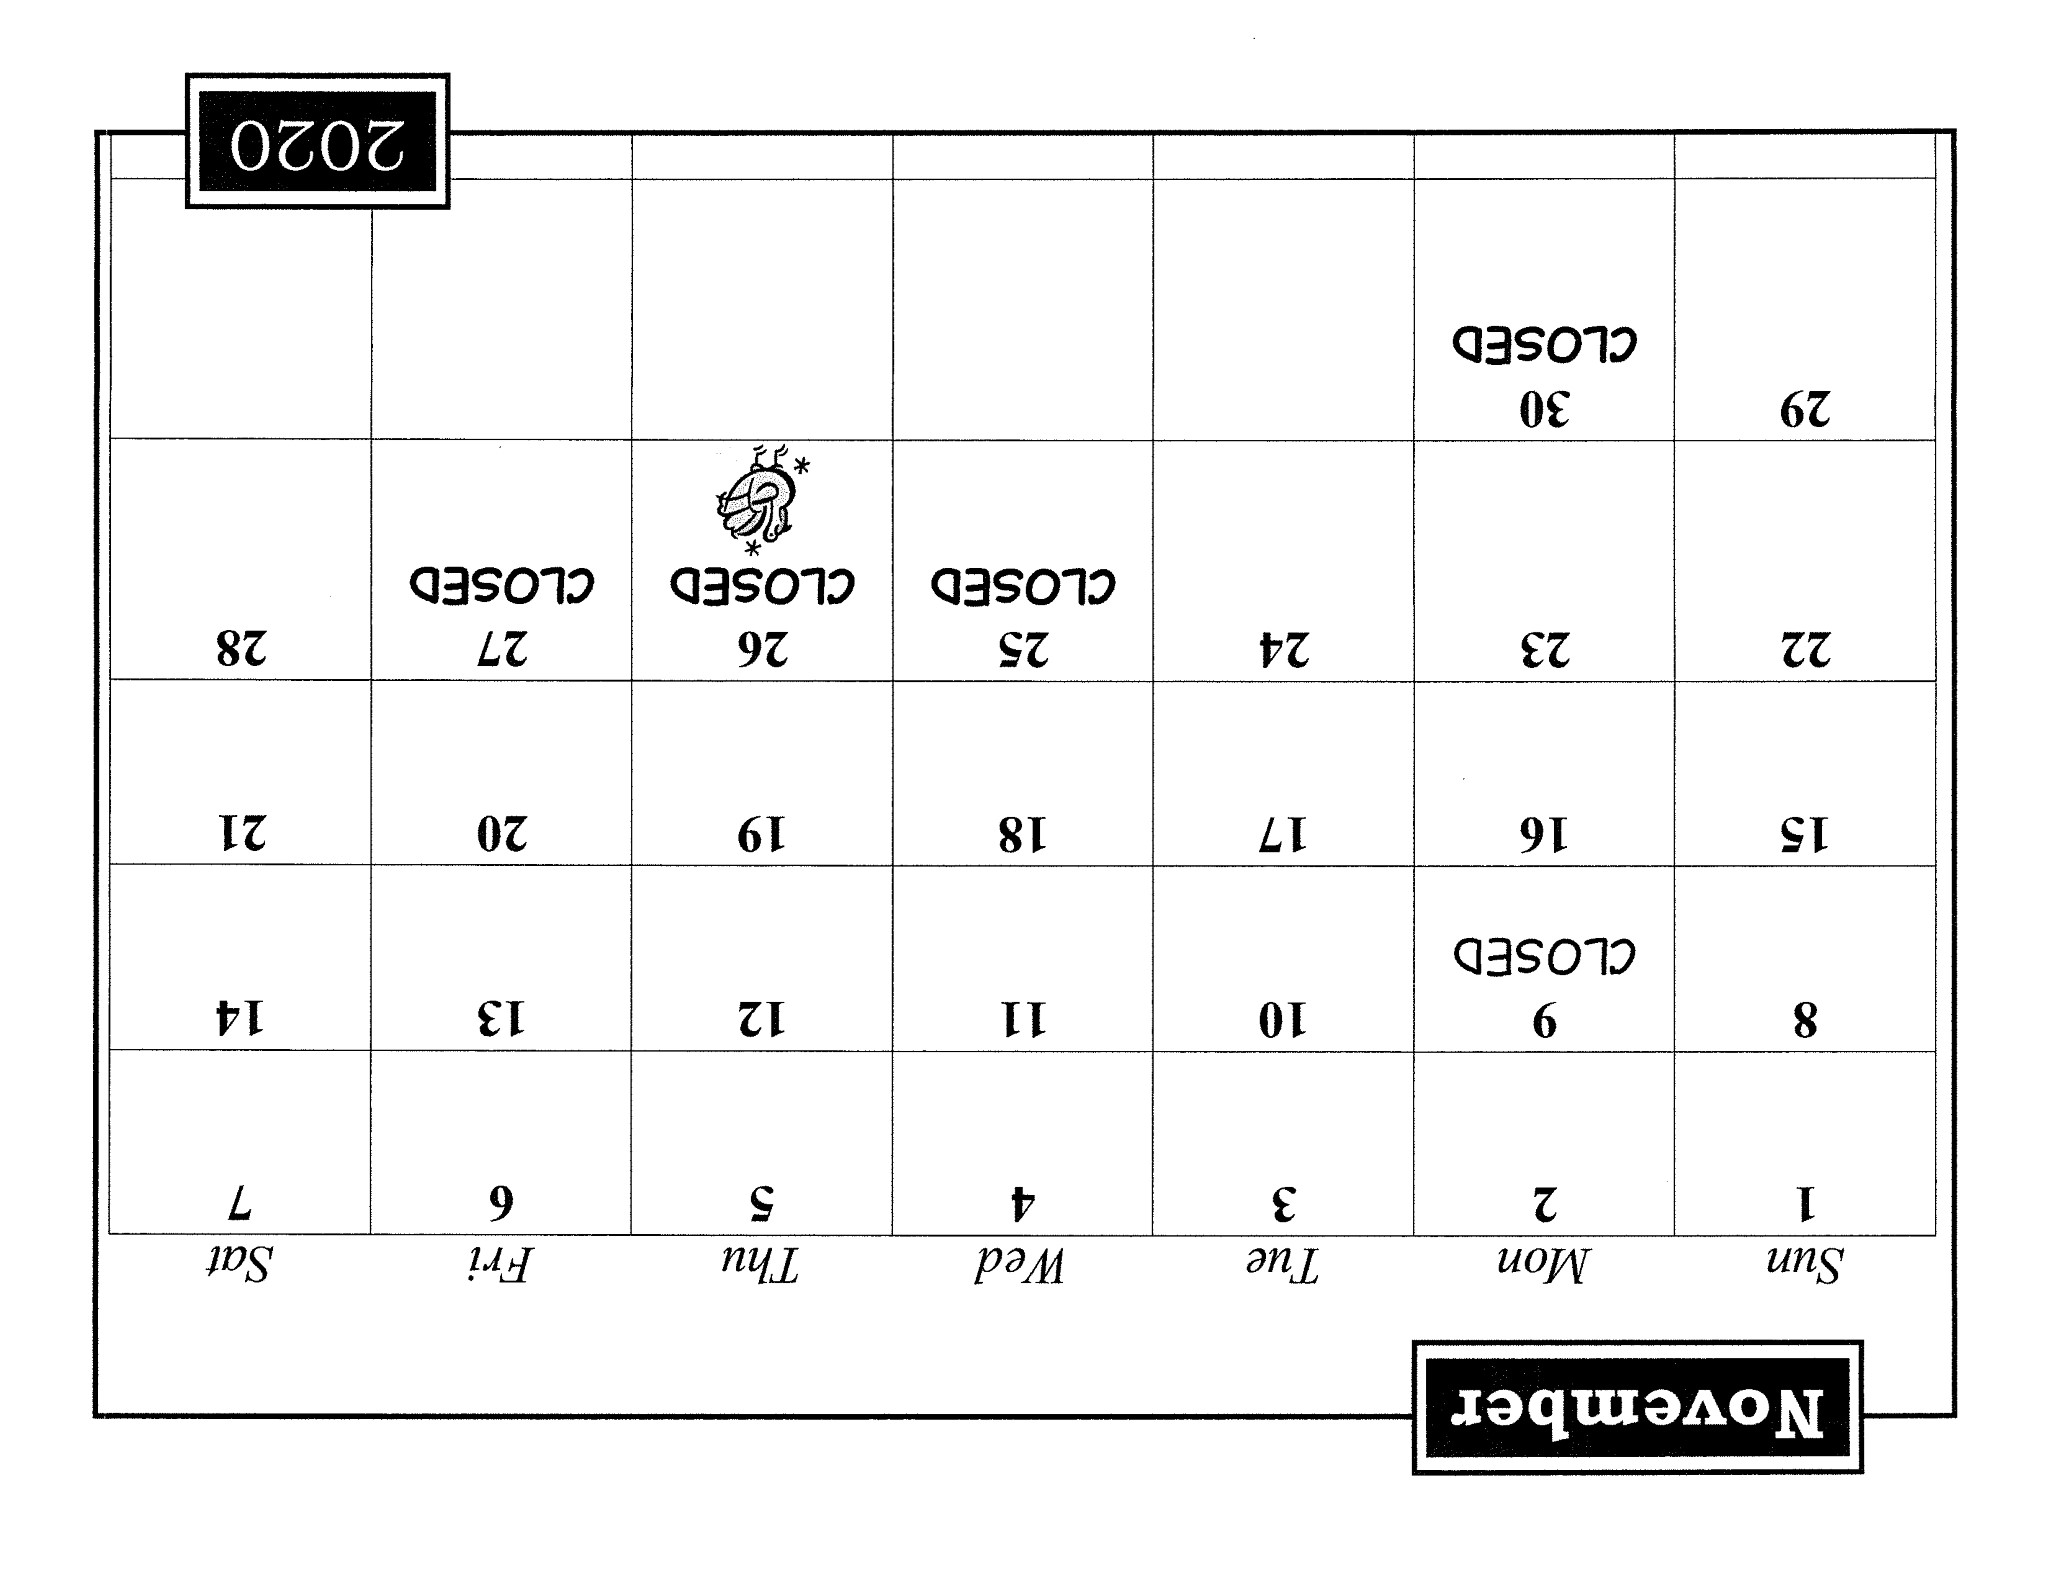 November
Sun Mon Tue Wed Thu Fri Sat
1 2 3 4 5 6 7
8 9 10 11 12 13 14
CLOSED
15 16 17 18 19 20 21
22 23 24 25 26 27 28
CLOSED CLOSED CLOSED
29 30
CLOSED
2020